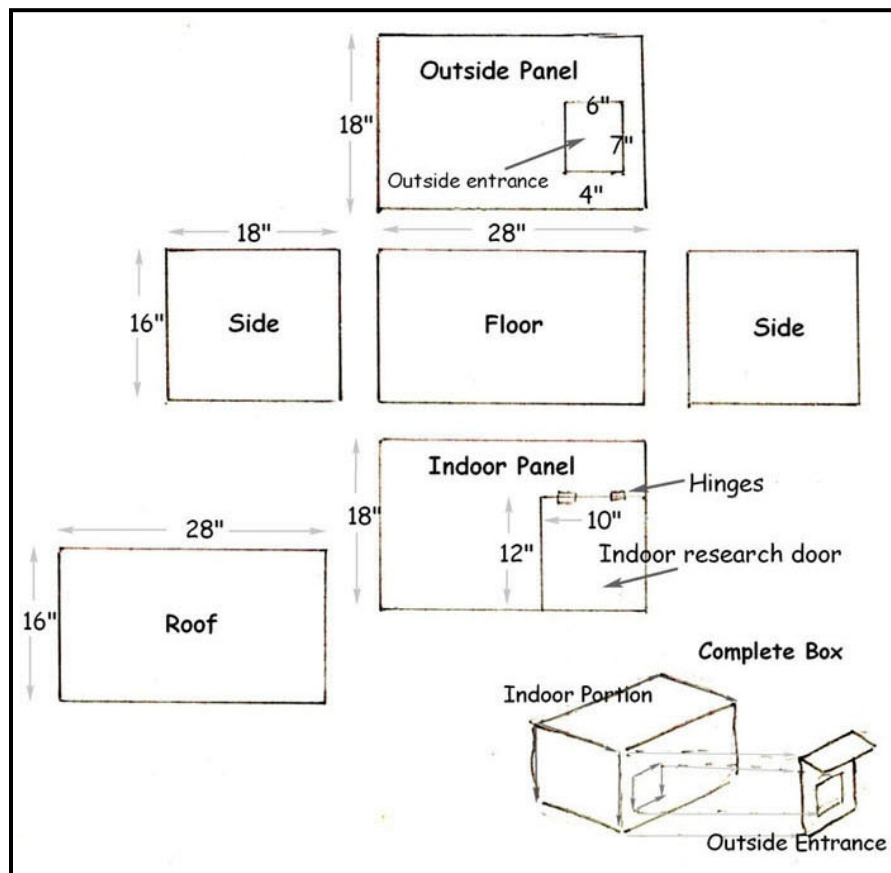 Outside Panel
6"
18"
7"
Outside entrance
4"
18"
28"
16"
Side
Floor
Side
Indoor Panel
Hinges
28"
18"
10"
12"
Indoor research door
16"
Roof
Complete Box
Indoor Portion
Outside Entrance